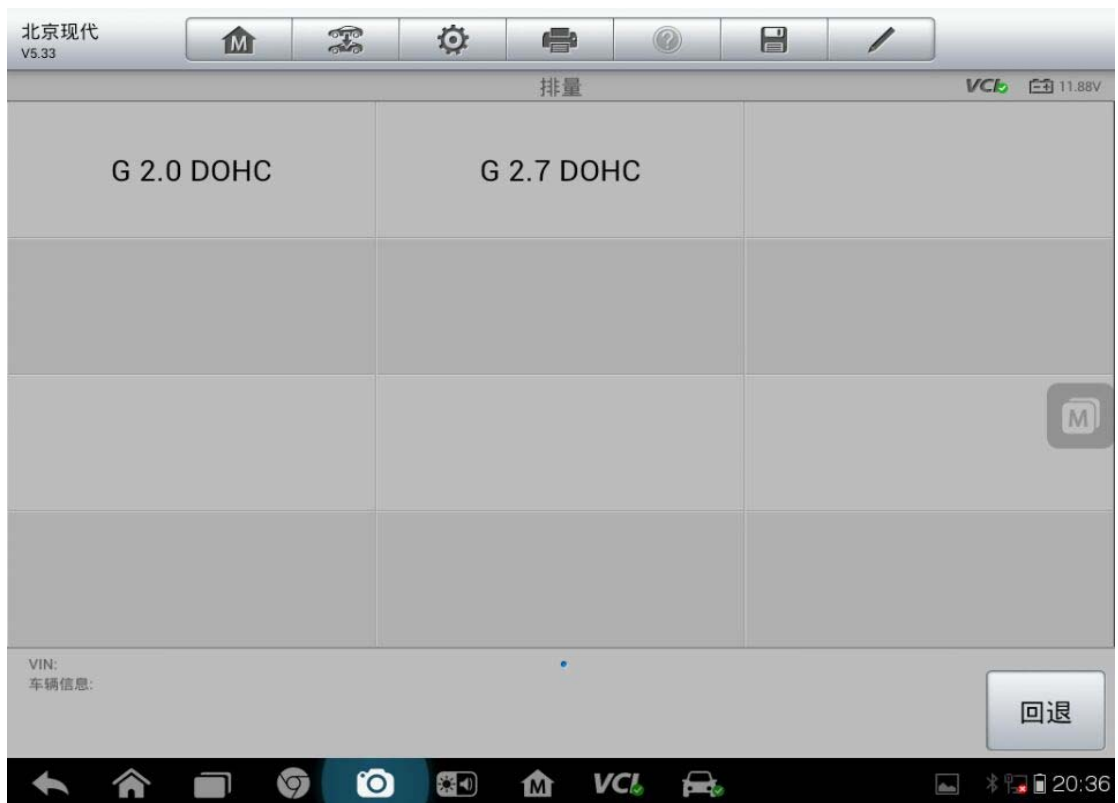 北京现代
V5.33
M
排量
VCI
11.88V
G 2.0 DOHC
G 2.7 DOHC
M
VIN:
车辆信息:
回退
M
VCI
20:36